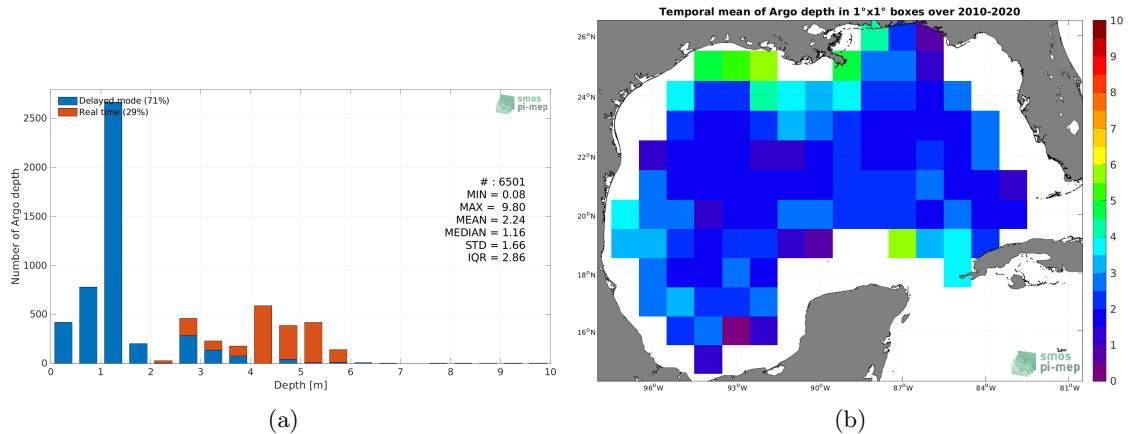 Delayed mode (71%)
Real time (29%)
smos
pi-mep
# : 6501
MIN = 0.08
MAX = 9.80
MEAN = 2.24
MEDIAN = 1.16
STD = 1.66
IQR = 2.86
Number of Argo depth
2500
2000
1500
1000
500
0
0 1 2 3 4 5 6 7 8 9 10
Depth [m]
(a)
Temporal mean of Argo depth in 1°x1° boxes over 2010-2020
26°N
24°N
22°N
20°N
18°N
16°N
96°W 93°W 90°W 87°W 84°W 81°W
smos
pi-mep
10
9
8
7
6
5
4
3
2
1
0
(b)